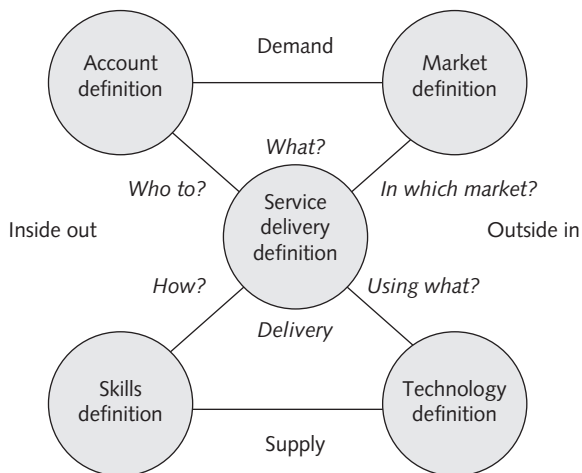 Demand
Account
definition
Market
definition
What?
Who to?
In which market?
Service
delivery
definition
Inside out
Outside in
How?
Using what?
Delivery
Skills
definition
Technology
definition
Supply